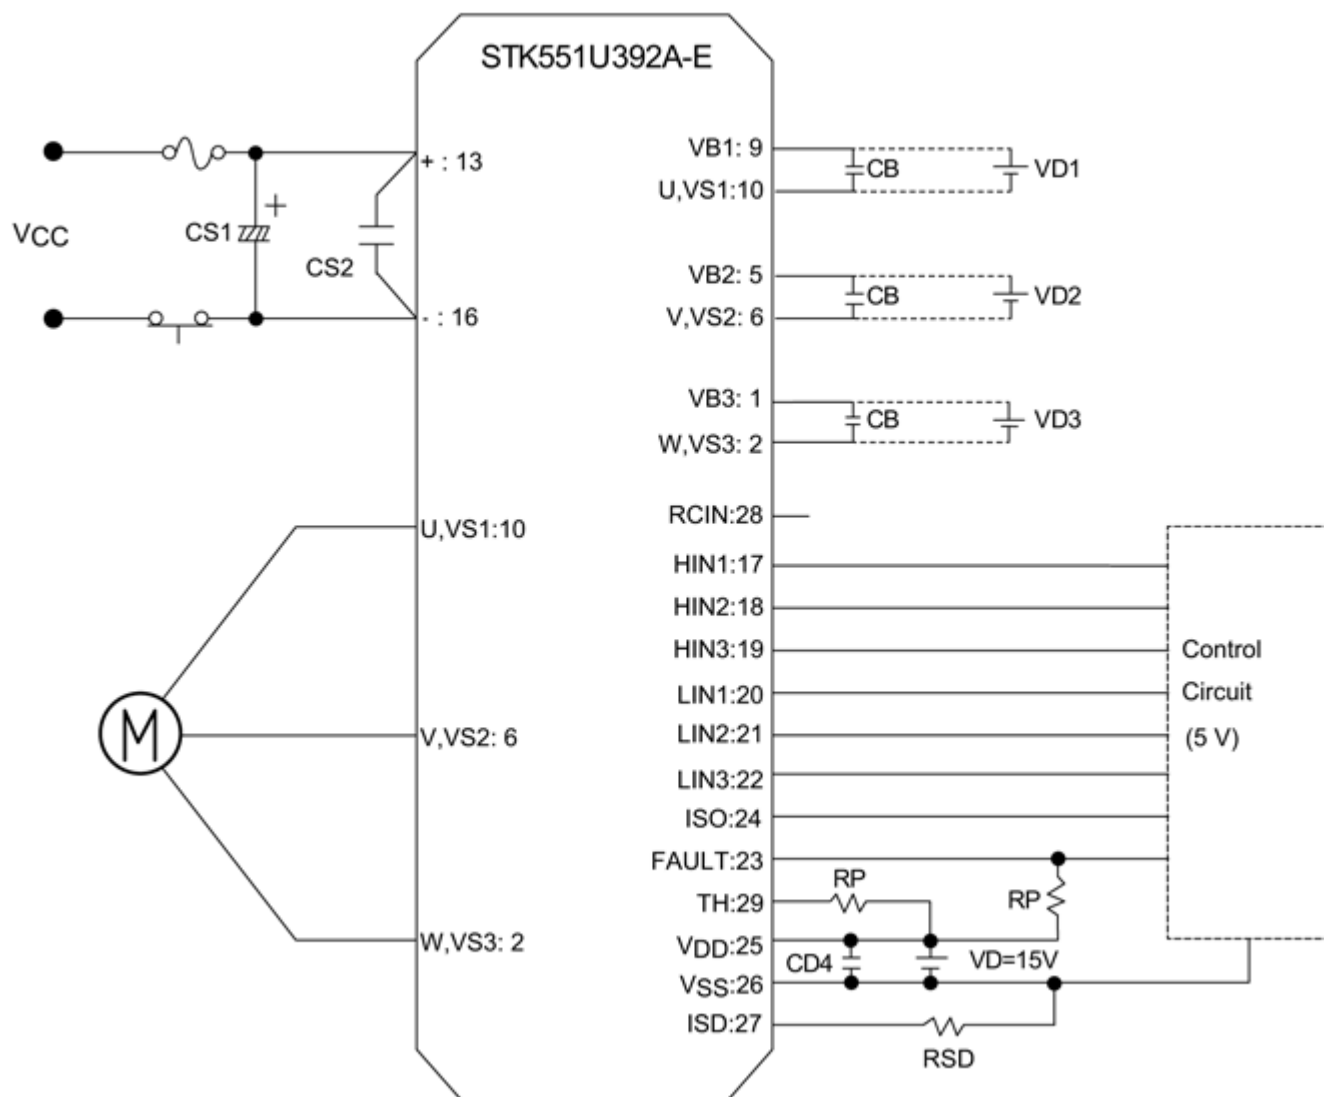 STK551U392A-E
+ : 13
VCC
+
CS1
CS2
- : 16
U,VS1:10
M
V,VS2: 6
W,VS3: 2
VB1: 9
CB
VD1
U,VS1:10
VB2: 5
CB
VD2
V,VS2: 6
VB3: 1
CB
VD3
W,VS3: 2
RCIN:28
HIN1:17
HIN2:18
HIN3:19
LIN1:20
LIN2:21
LIN3:22
ISO:24
FAULT:23
TH:29
RP
RP
VDD:25
CD4
VD=15V
VSS:26
ISD:27
RSD
Control
Circuit
(5 V)